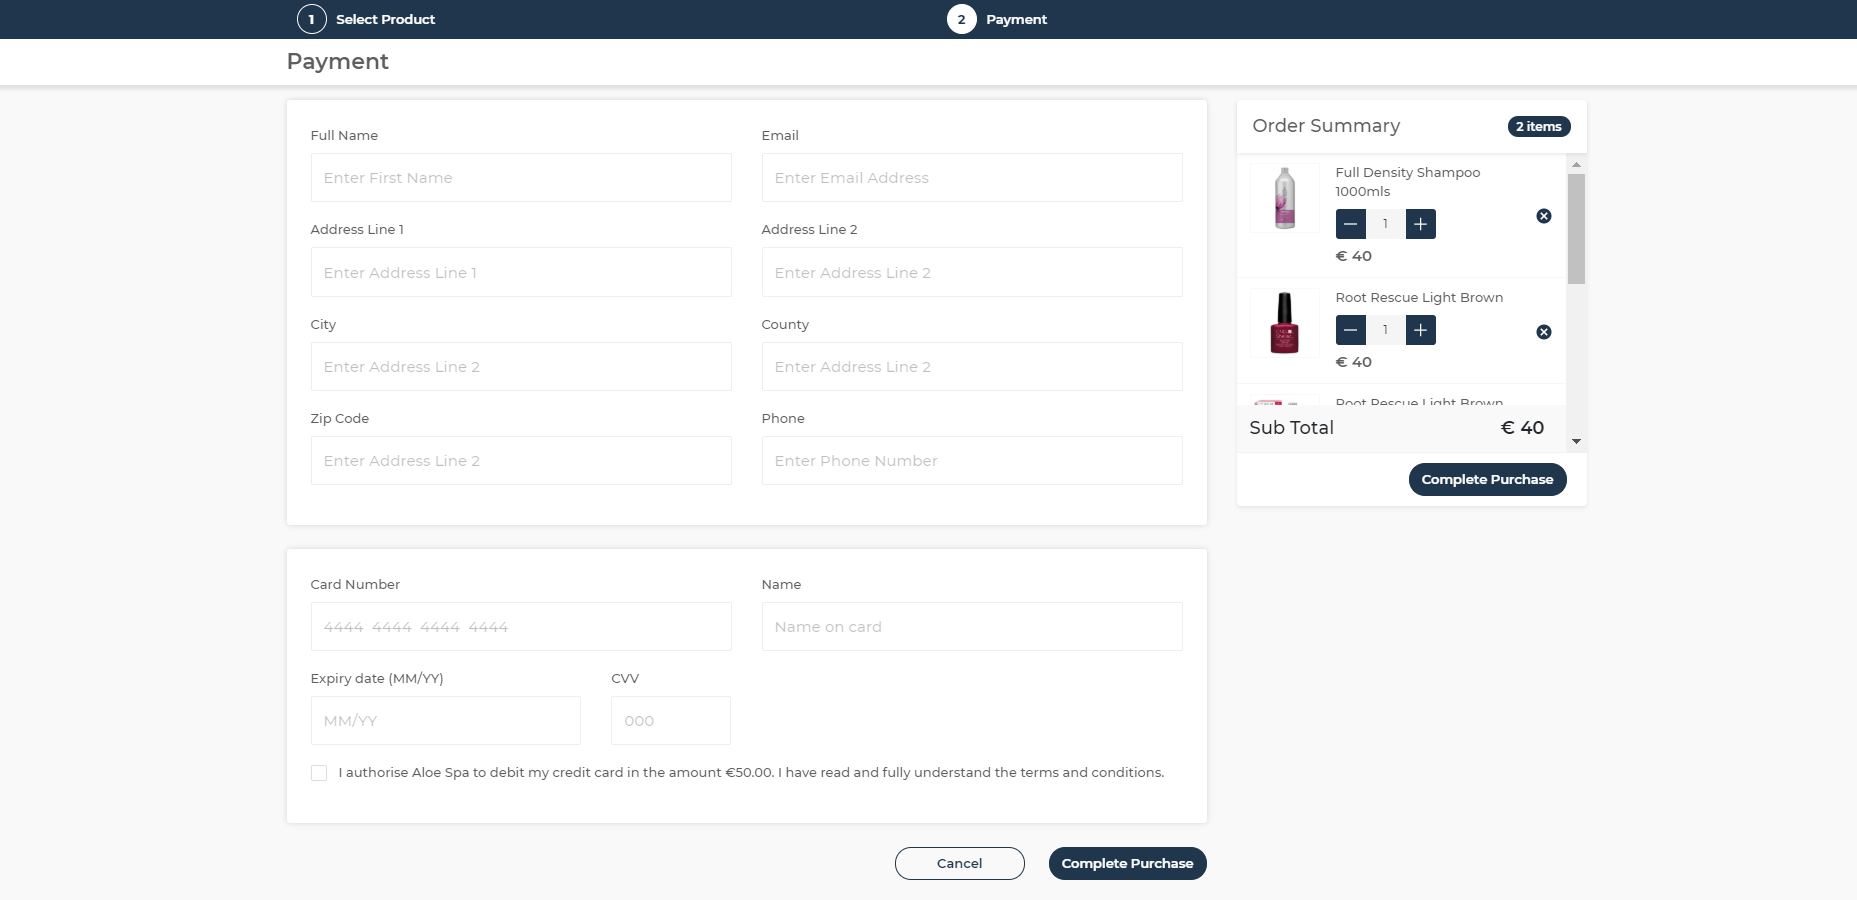 1 Select Product
2 Payment
Payment
Full Name
Email
Enter First Name
Enter Email Address
Address Line 1
Address Line 2
Enter Address Line 1
Enter Address Line 2
City
County
Enter Address Line 2
Enter Address Line 2
Zip Code
Phone
Enter Address Line 2
Enter Phone Number
Card Number
Name
4444 4444 4444 4444
Name on card
Expiry date (MM/YY)
CVV
MM/YY
000
I authorise Aloe Spa to debit my credit card in the amount €50.00. I have read and fully understand the terms and conditions.
Cancel
Complete Purchase
Order Summary
2 items
Full Density Shampoo
1000mls
1
€ 40
Root Rescue Light Brown
1
€ 40
Root Rescue Light Brown
Sub Total
€ 40
Complete Purchase